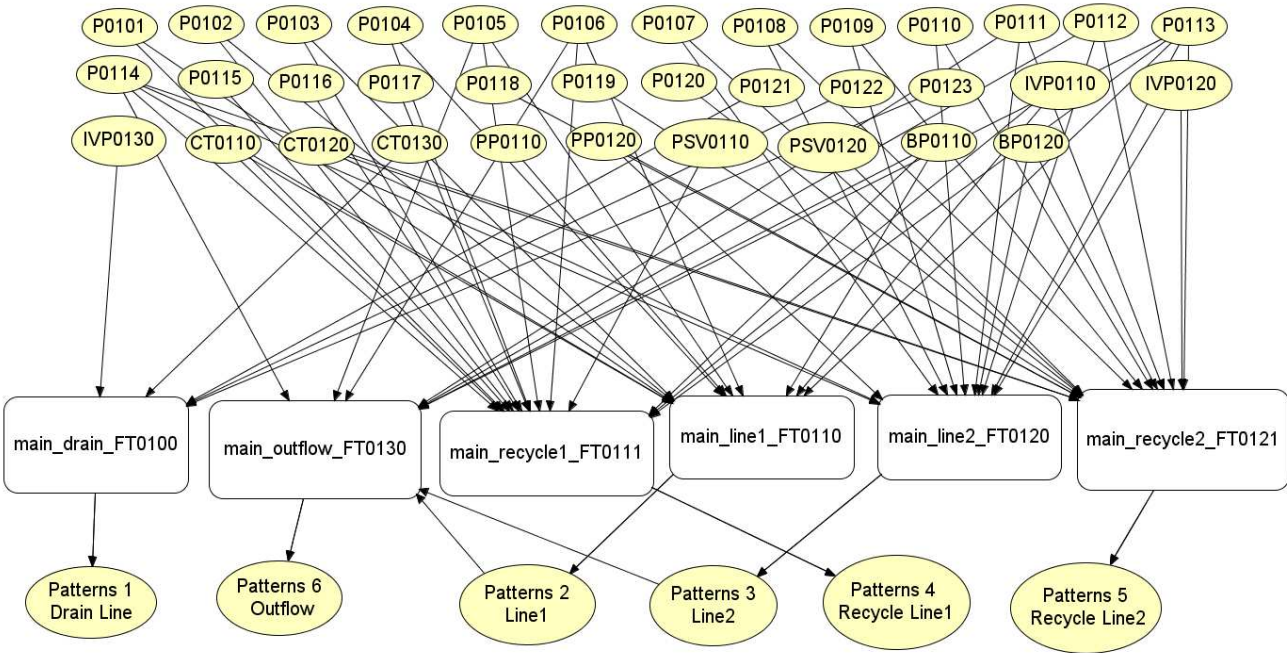 P0101
P0102
P0103
P0104
P0105
P0106
P0107
P0108
P0109
P0110
P0111
P0112
P0113
P0114
P0115
P0116
P0117
P0118
P0119
P0120
P0121
P0122
P0123
IVP0110
IVP0120
IVP0130
CT0110
CT0120
CT0130
PP0110
PP0120
PSV0110
PSV0120
BP0110
BP0120
main_drain_FT0100
main_outflow_FT0130
main_recycle1_FT0111
main_line1_FT0110
main_line2_FT0120
main_recycle2_FT0121
Patterns 1
Drain Line
Patterns 6
Outflow
Patterns 2
Line1
Patterns 3
Line2
Patterns 4
Recycle Line1
Patterns 5
Recycle Line2